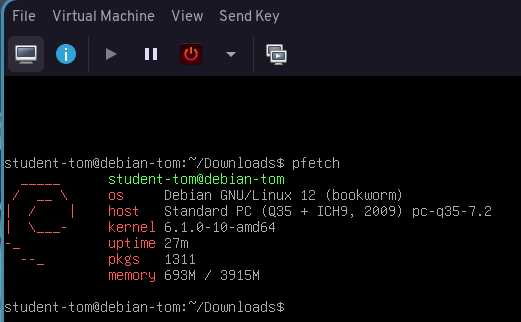 File Virtual Machine View Send Key
student-tom@debian-tom:~/Downloads$ pfetch
student-tom@debian-tom
os Debian GNU/Linux 12 (bookworm)
host Standard PC (Q35 + ICH9, 2009) pc-q35-7.2
kernel 6.1.0-10-amd64
uptime 27m
pkgs 1311
memory 693M / 3915M
student-tom@debian-tom:~/Downloads$